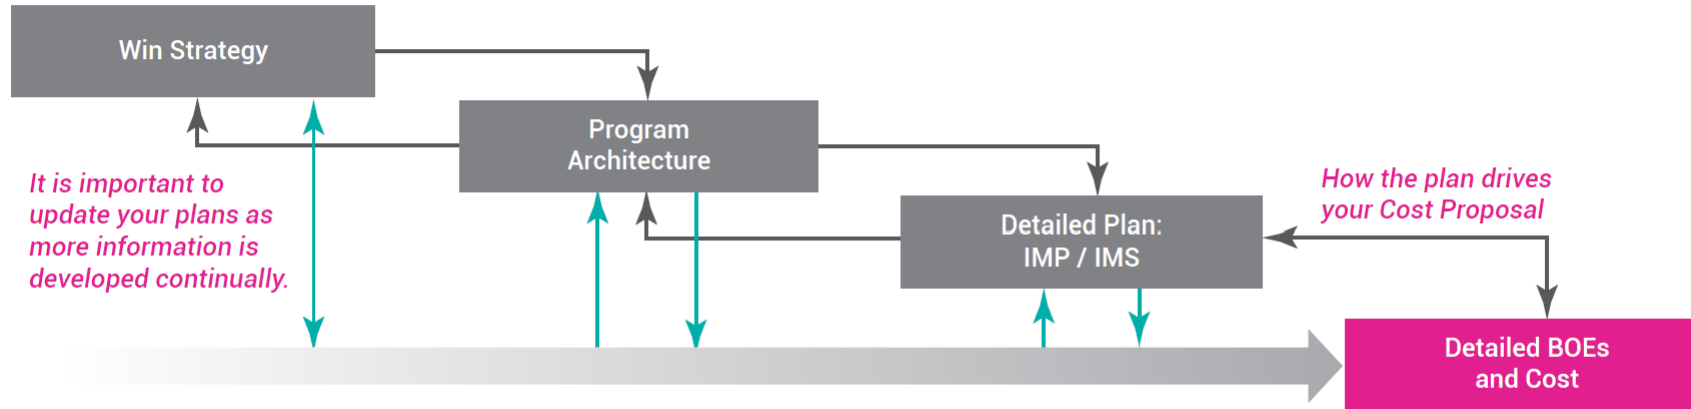 Win Strategy
Program
Architecture
It is important to
update your plans as
more information is
developed continually.
How the plan drives
your Cost Proposal
Detailed Plan:
IMP / IMS
Detailed BOEs
and Cost